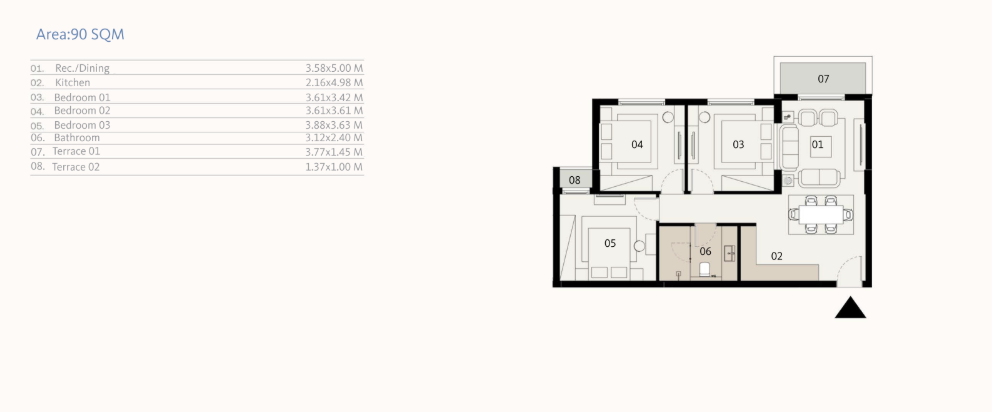 Area:90 SQM
01. Rec./Dining 3.58x5.00 M
02. Kitchen 2.16x4.98 M
03. Bedroom 01 3.61x3.42 M
04. Bedroom 02 3.61x3.61 M
05. Bedroom 03 3.88x3.63 M
06. Bathroom 3.12x2.40 M
07. Terrace 01 3.77x1.45 M
08. Terrace 02 1.37x1.00 M
07
04 03 01
08
05 06 02